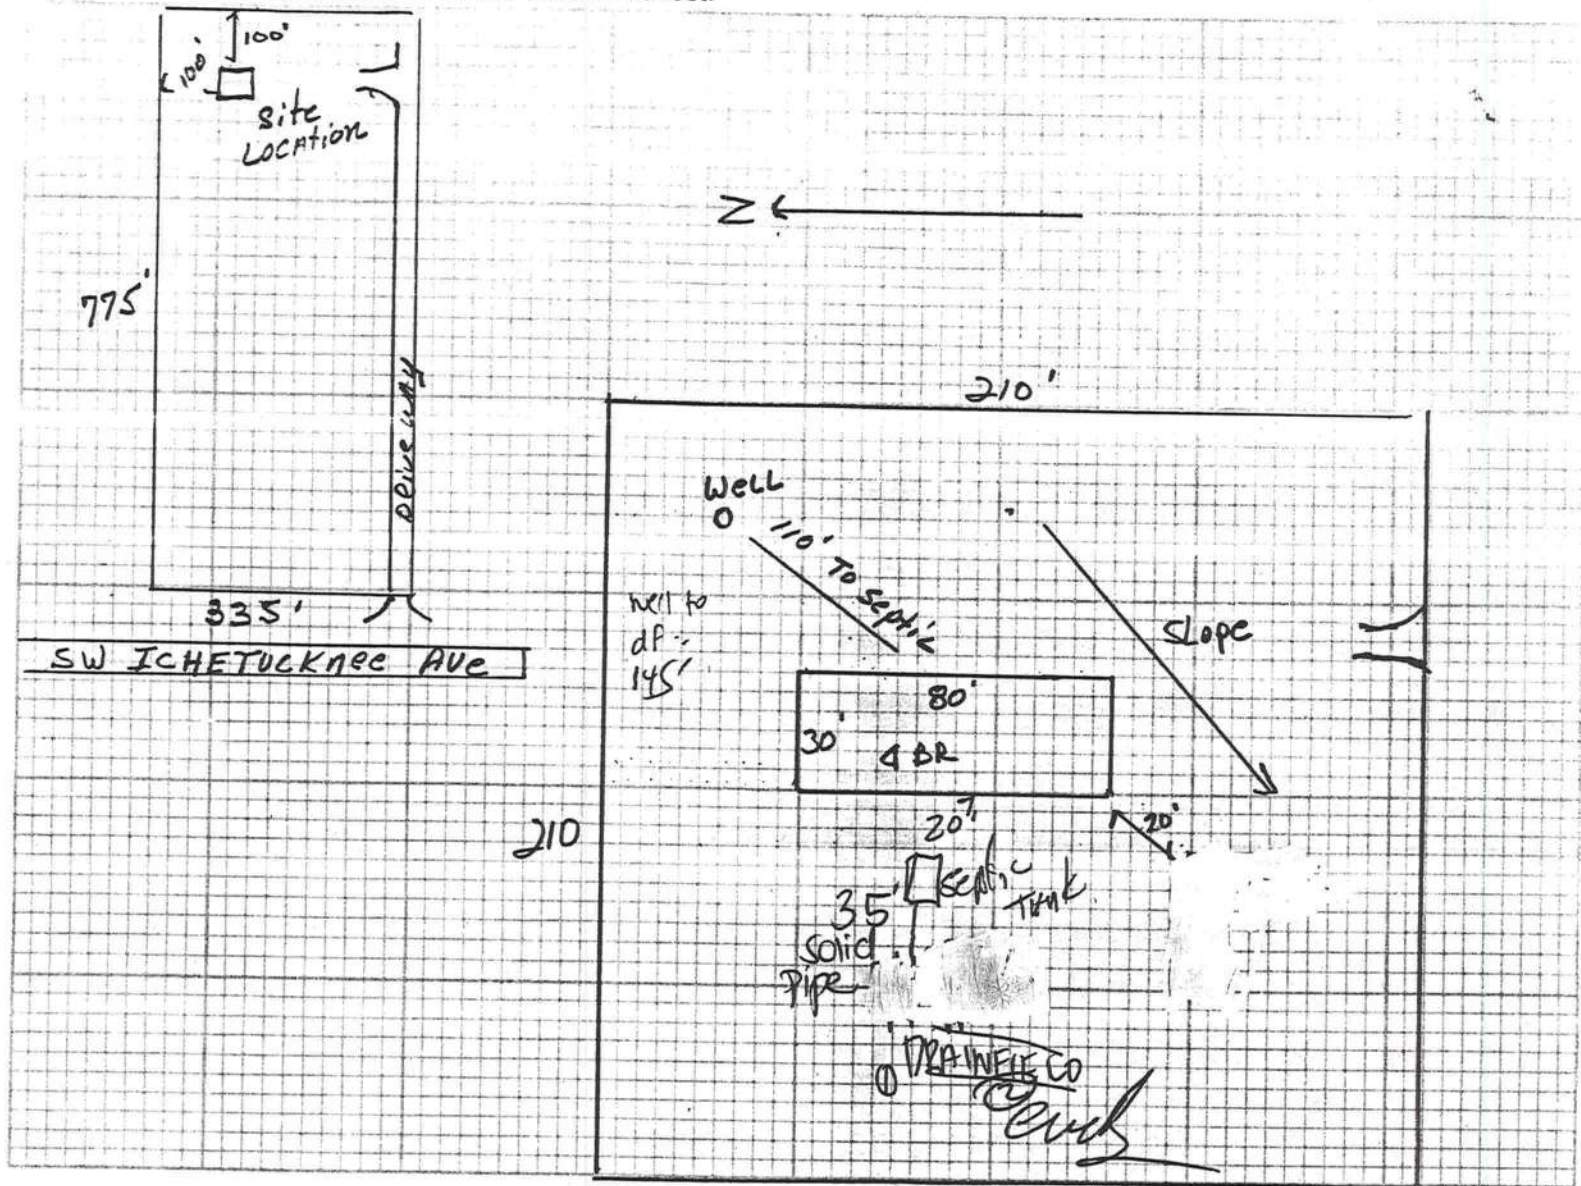 100'
100'
Site
LOCATION
775'
DRIVEWAY
335'
SW ICHETUCKNEE AVE
N
210'
WELL
110' TO SEPTIC
well to
df:
145'
SLOPE
80'
30'
4 BR
20'
20'
210
septic
Tank
35'
Solid
Pipe